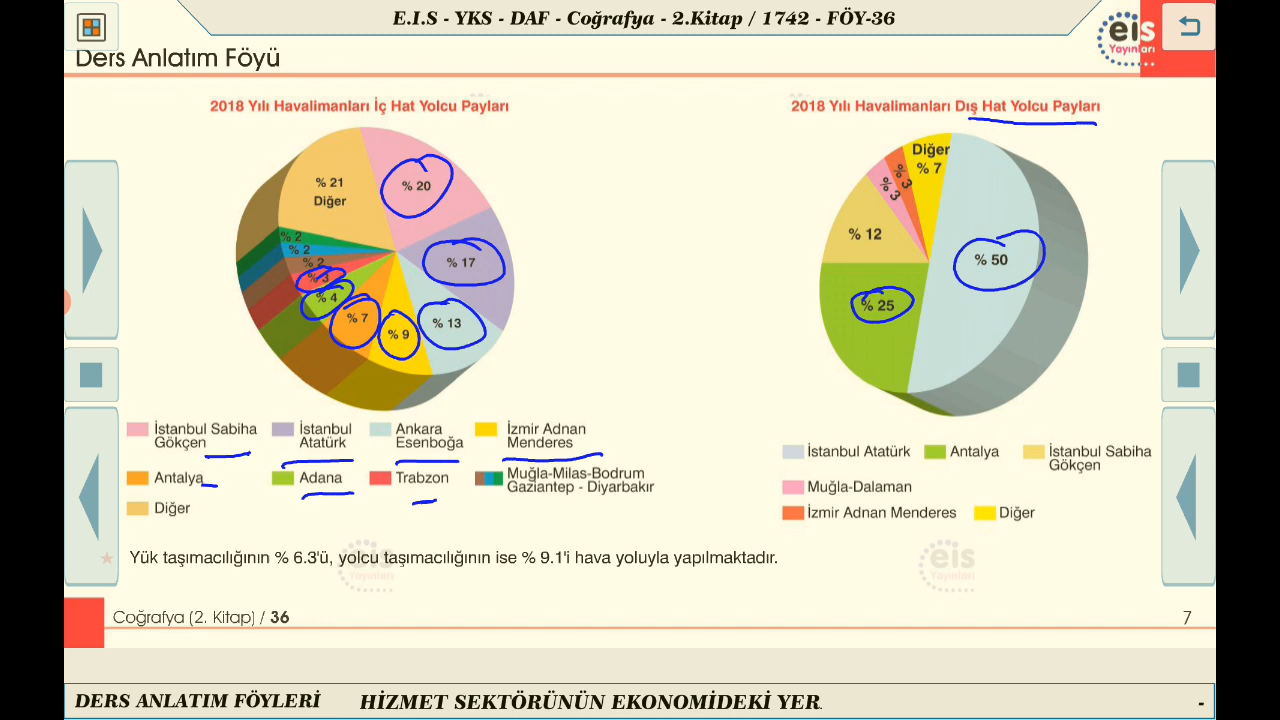 E.I.S - YKS - DAF - Coğrafya - 2.Kitap / 1742 - FÖY-36
eis
Yayınları
Ders Anlatım Föyü
2018 Yılı Havalimanları İç Hat Yolcu Payları
% 21
Diğer
% 20
% 17
% 13
% 9
% 7
% 4
% 3
% 2
% 2
% 2
İstanbul Sabiha Gökçen
İstanbul Atatürk
Ankara Esenboğa
İzmir Adnan Menderes
Antalya
Adana
Trabzon
Muğla-Milas-Bodrum
Gaziantep - Diyarbakır
Diğer
2018 Yılı Havalimanları Dış Hat Yolcu Payları
Diğer
% 7
% 3
% 3
% 12
% 50
% 25
İstanbul Atatürk
Antalya
İstanbul Sabiha Gökçen
Muğla-Dalaman
İzmir Adnan Menderes
Diğer
Yük taşımacılığının % 6.3'ü, yolcu taşımacılığının ise % 9.1'i hava yoluyla yapılmaktadır.
eis
Yayınları
eis
Yayınları
Coğrafya (2. Kitap) / 36
7
DERS ANLATIM FÖYLERİ
HİZMET SEKTÖRÜNÜN EKONOMİDEKİ YER
-